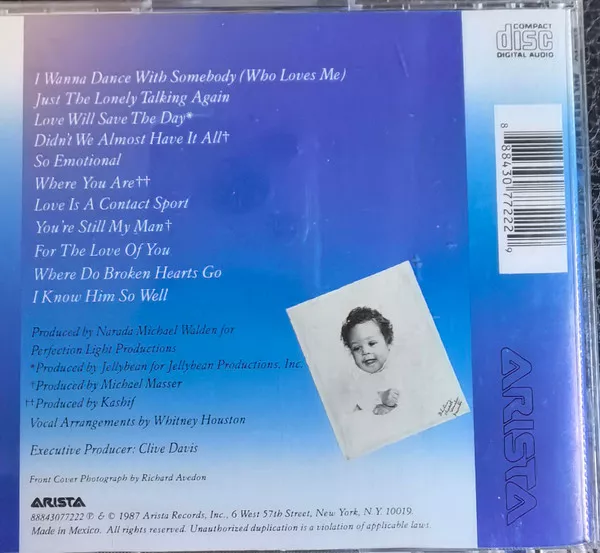 COMPACT
disc
DIGITAL AUDIO
I Wanna Dance With Somebody (Who Loves Me)
Just The Lonely Talking Again
Love Will Save The Day*
Didn't We Almost Have It All†
So Emotional
Where You Are††
Love Is A Contact Sport
You're Still My Man†
For The Love Of You
Where Do Broken Hearts Go
I Know Him So Well
8 88430 77222 9
Produced by Narada Michael Walden for
Perfection Light Productions
*Produced by Jellybean for Jellybean Productions, Inc.
†Produced by Michael Masser
††Produced by Kashif
Vocal Arrangements by Whitney Houston
Executive Producer: Clive Davis
Front Cover Photograph by Richard Avedon
ARISTA
ARISTA
88843077222 ℗ & © 1987 Arista Records, Inc., 6 West 57th Street, New York, N.Y. 10019.
Made in Mexico. All rights reserved. Unauthorized duplication is a violation of applicable laws.